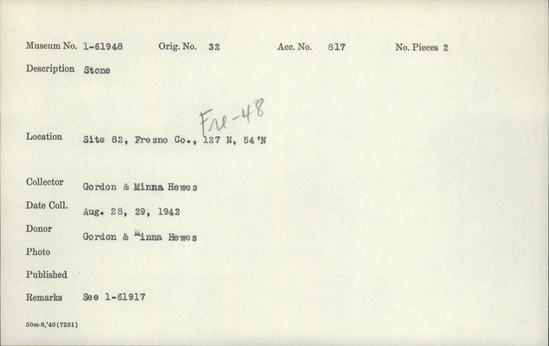 Museum No. 1-61948 Orig. No. 32 Acc. No. 817 No. Pieces 2
Description Stone
Fre-48
Location Site 82, Fresno Co., 127 N, 54'N
Collector Gordon & Minna Hewes
Date Coll. Aug. 28, 29, 1942
Donor Gordon & Minna Hewes
Photo
Published
Remarks See 1-61917
50m-8,'40(7281)